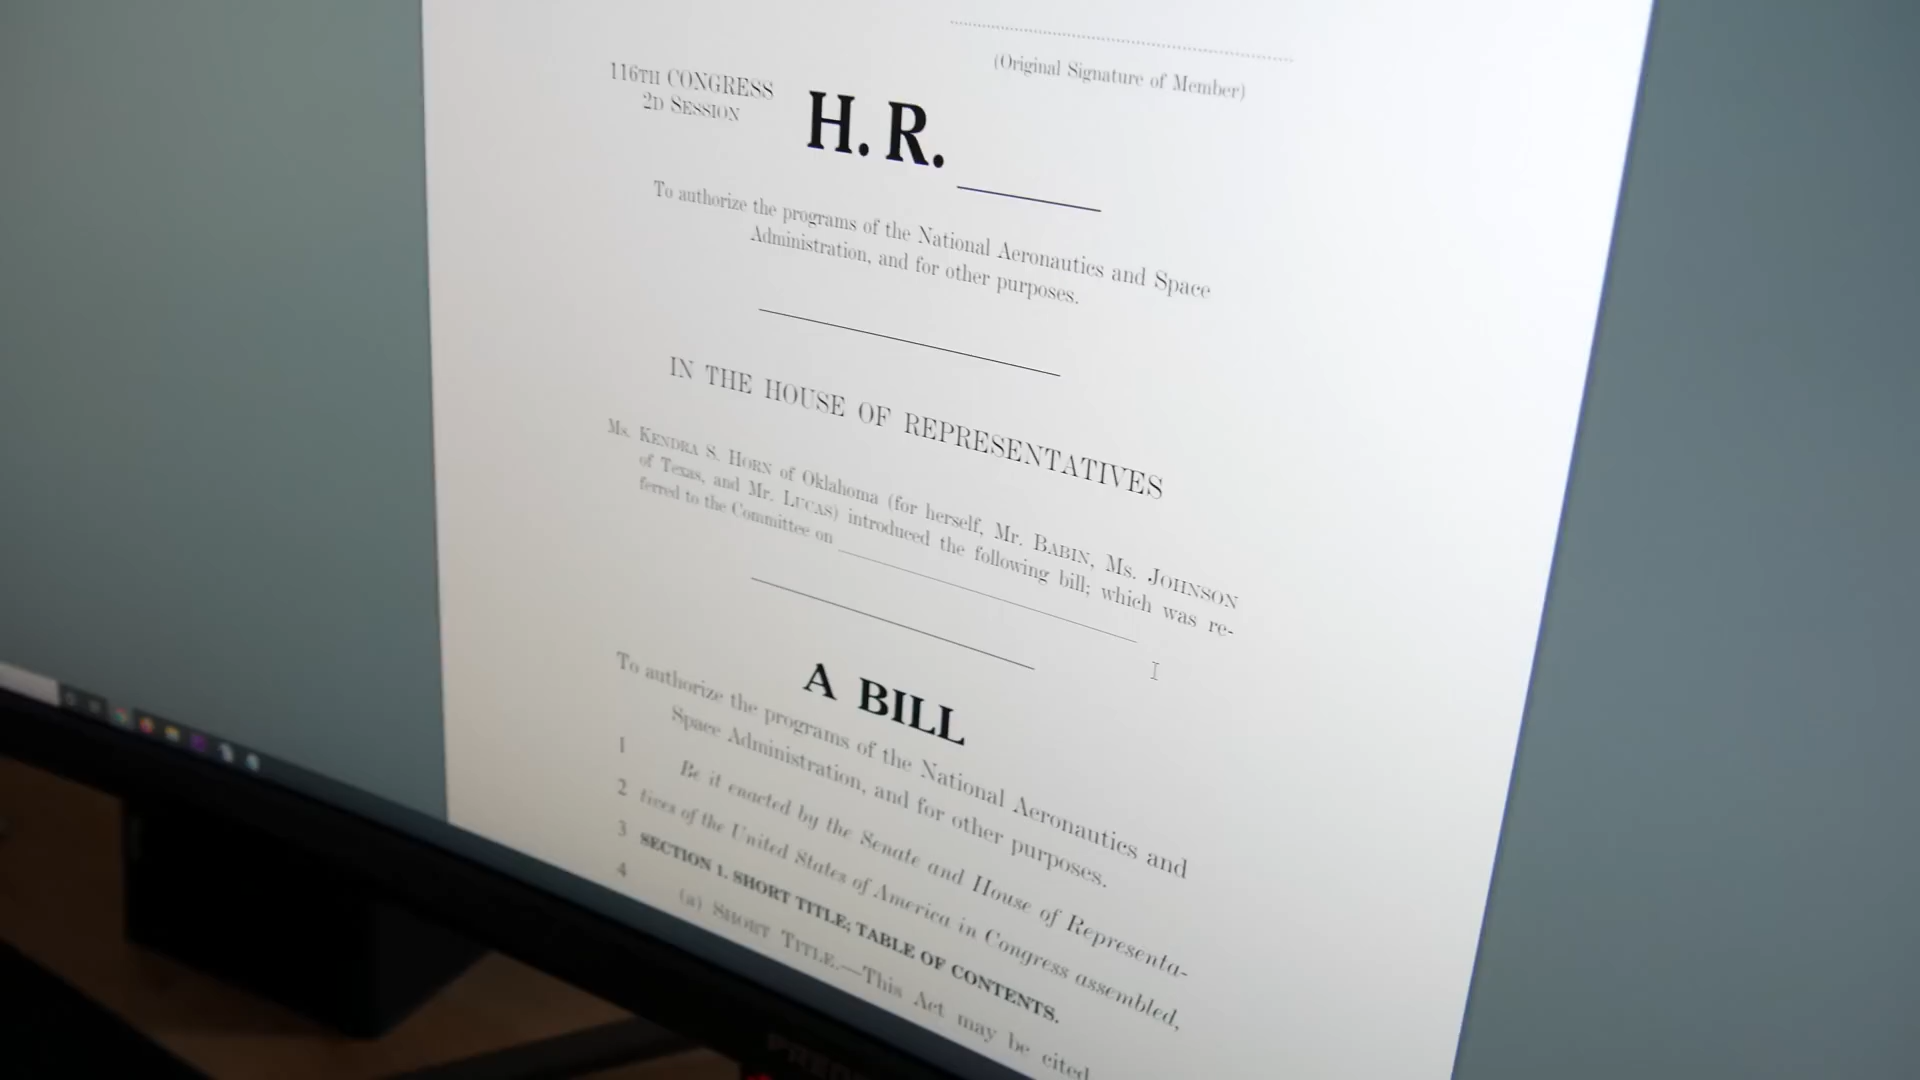 (Original Signature of Member)
116TH CONGRESS
2D SESSION
H. R.
To authorize the programs of the National Aeronautics and Space
Administration, and for other purposes.
IN THE HOUSE OF REPRESENTATIVES
Ms. KENDRA S. HORN of Oklahoma (for herself, Mr. BABIN, Ms. JOHNSON
of Texas, and Mr. LUCAS) introduced the following bill; which was re-
ferred to the Committee on
A BILL
To authorize the programs of the National Aeronautics and
Space Administration, and for other purposes.
1 Be it enacted by the Senate and House of Representa-
2 tives of the United States of America in Congress assembled,
3 SECTION 1. SHORT TITLE; TABLE OF CONTENTS.
4 (a) SHORT TITLE.—This Act may be cited